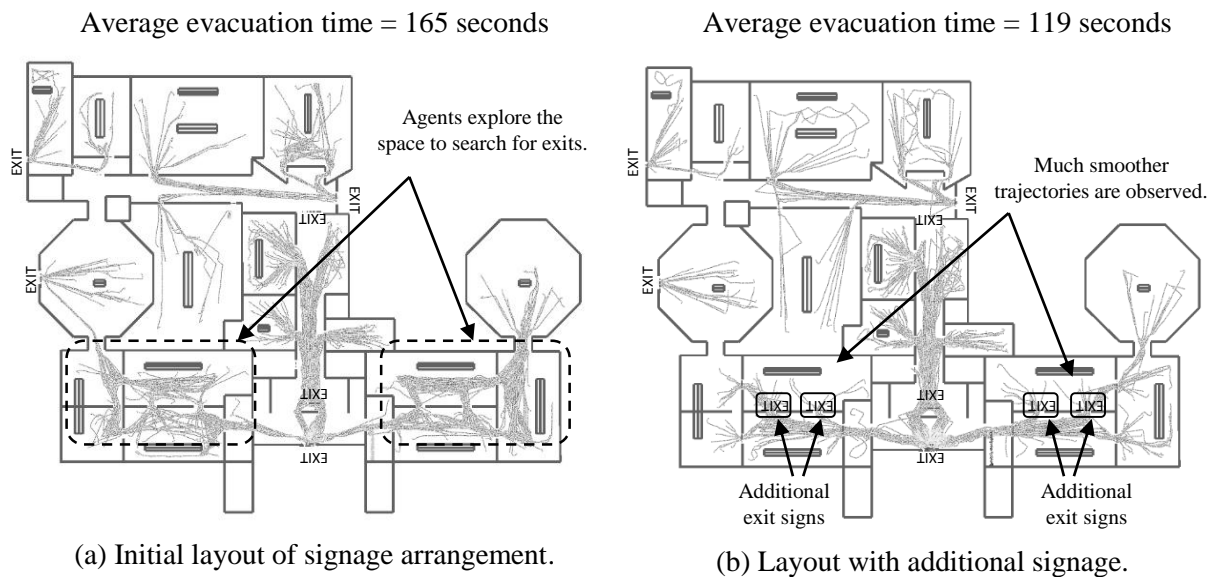 Average evacuation time = 165 seconds
Agents explore the
space to search for exits.
EXIT
EXIT
EXIT
EXIT
EXIT
EXIT
(a) Initial layout of signage arrangement.
Average evacuation time = 119 seconds
Much smoother
trajectories are observed.
EXIT
EXIT
EXIT
EXIT
EXIT
EXIT
EXIT
EXIT
EXIT
EXIT
Additional
exit signs
Additional
exit signs
(b) Layout with additional signage.